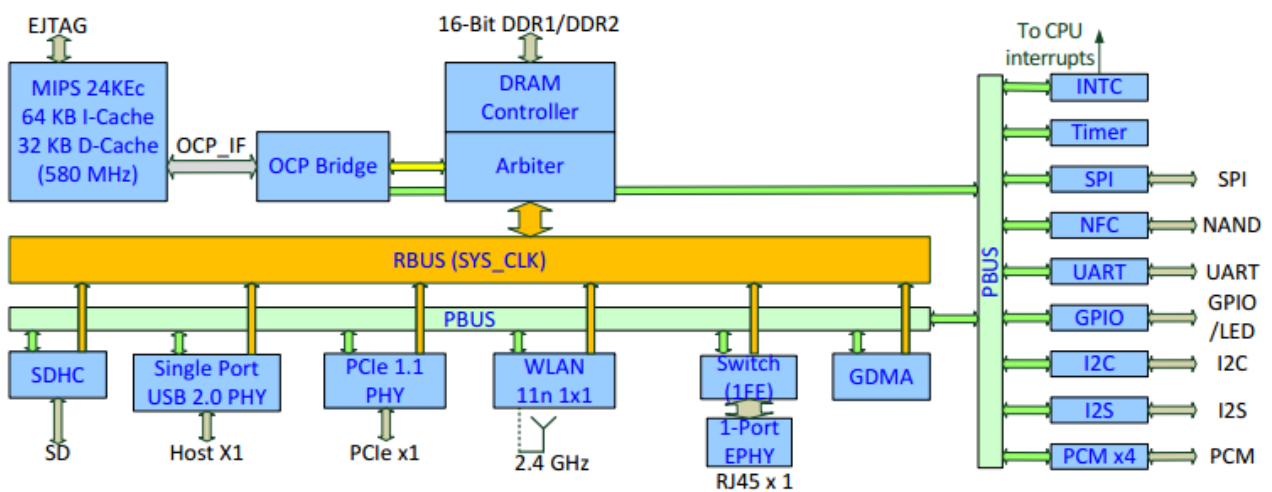 EJTAG
16-Bit DDR1/DDR2
To CPU
interrupts
MIPS 24KEc
64 KB I-Cache
32 KB D-Cache
(580 MHz)
OCP_IF
OCP Bridge
DRAM
Controller
Arbiter
RBUS (SYS_CLK)
PBUS
SDHC
Single Port
USB 2.0 PHY
PCIe 1.1
PHY
WLAN
11n 1x1
Switch
(1FE)
GDMA
1-Port
EPHY
SD
Host X1
PCIe x1
2.4 GHz
RJ45 x 1
PBUS
INTC
Timer
SPI
SPI
NFC
NAND
UART
UART
GPIO
GPIO
/LED
I2C
I2C
I2S
I2S
PCM x4
PCM